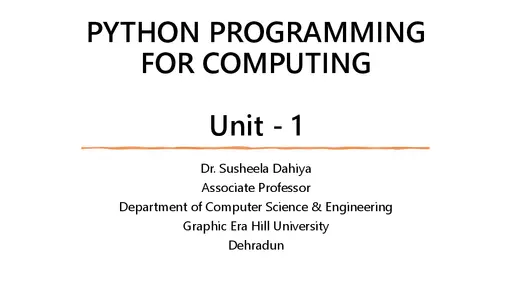 PYTHON PROGRAMMING
FOR COMPUTING
Unit - 1
Dr. Susheela Dahiya
Associate Professor
Department of Computer Science & Engineering
Graphic Era Hill University
Dehradun